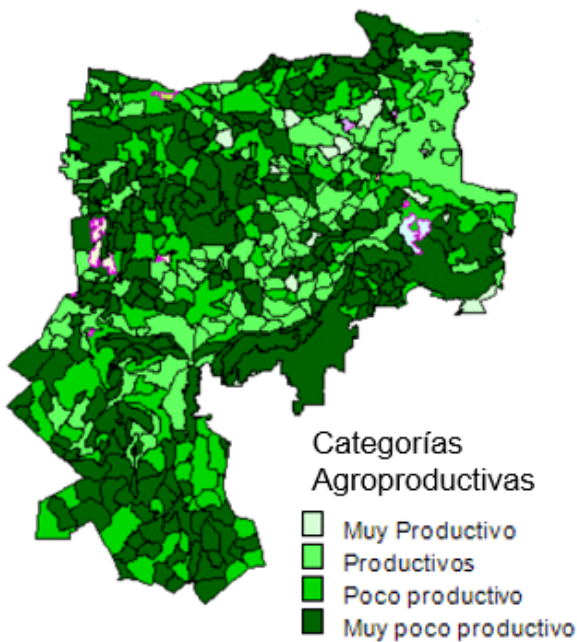 Categorías
Agroproductivas
Muy Productivo
Productivos
Poco productivo
Muy poco productivo